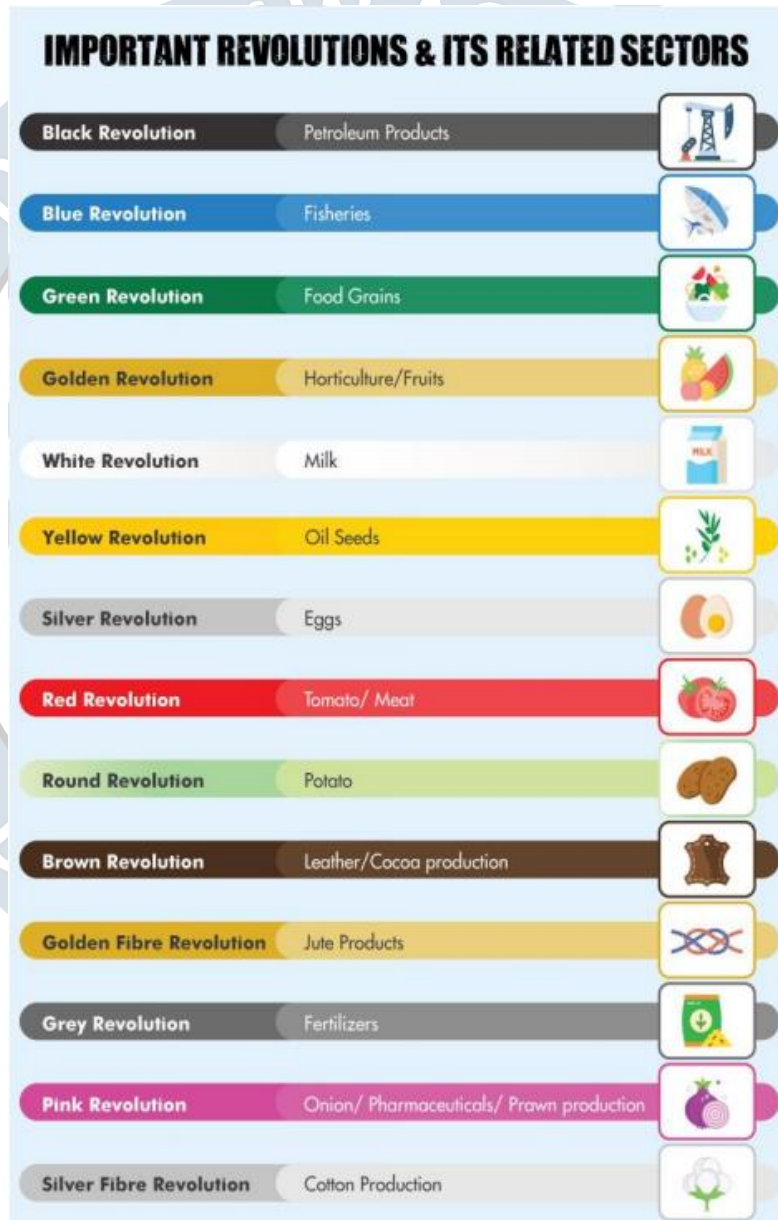 IMPORTANT REVOLUTIONS & ITS RELATED SECTORS
Black Revolution Petroleum Products
Blue Revolution Fisheries
Green Revolution Food Grains
Golden Revolution Horticulture/Fruits
White Revolution Milk
MILK
Yellow Revolution Oil Seeds
Silver Revolution Eggs
Red Revolution Tomato/ Meat
Round Revolution Potato
Brown Revolution Leather/Cocoa production
Golden Fibre Revolution Jute Products
Grey Revolution Fertilizers
Pink Revolution Onion/ Pharmaceuticals/ Prawn production
Silver Fibre Revolution Cotton Production